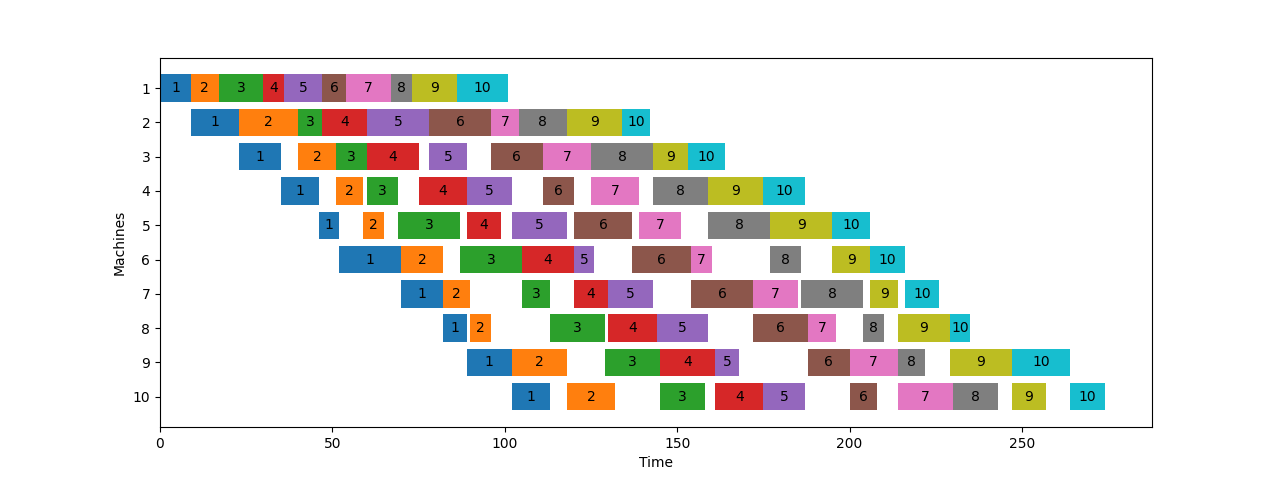 1 1 2 3 4 5 6 7 8 9 10
2 1 2 3 4 5 6 7 8 9 10
3 1 2 3 4 5 6 7 8 9 10
4 1 2 3 4 5 6 7 8 9 10
5 1 2 3 4 5 6 7 8 9 10
6 1 2 3 4 5 6 7 8 9 10
7 1 2 3 4 5 6 7 8 9 10
8 1 2 3 4 5 6 7 8 9 10
9 1 2 3 4 5 6 7 8 9 10
10 1 2 3 4 5 6 7 8 9 10
Machines
0 50 100 150 200 250
Time